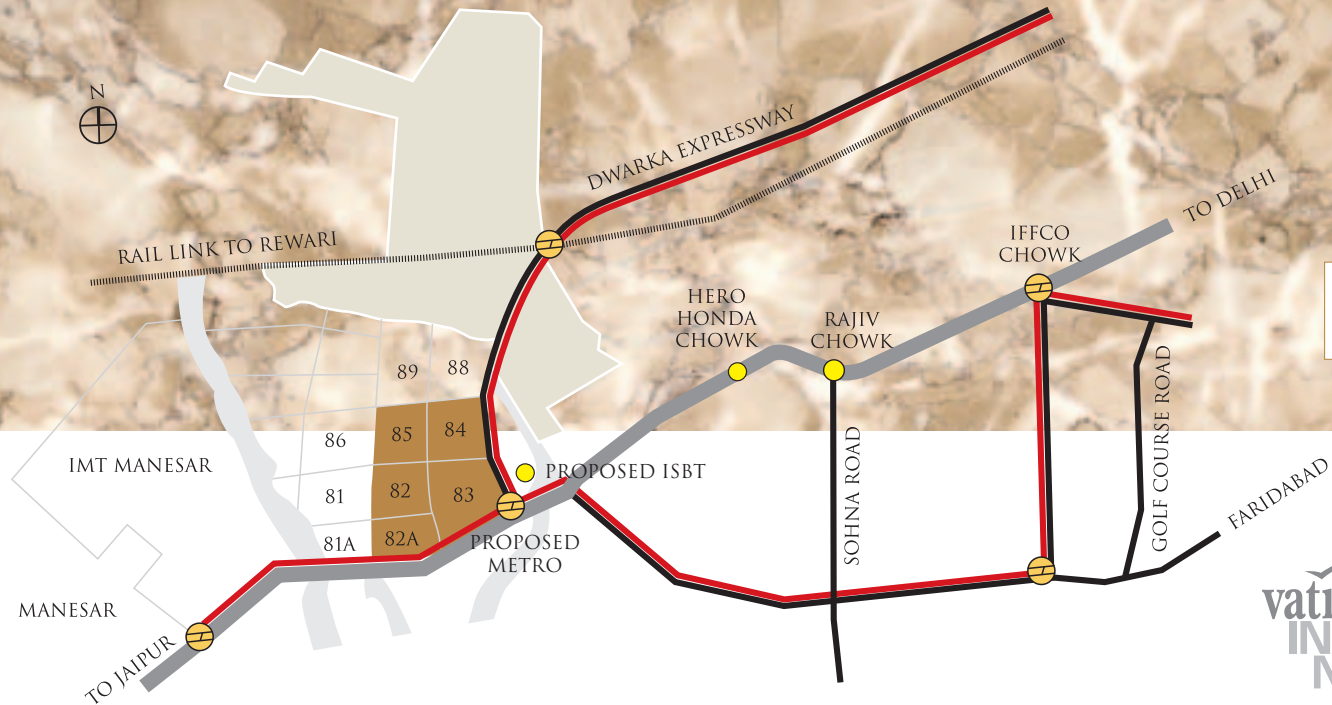 N
DWARKA EXPRESSWAY
TO DELHI
RAIL LINK TO REWARI
IFFCO
CHOWK
HERO
HONDA
CHOWK
RAJIV
CHOWK
89
88
86
85
84
IMT MANESAR
PROPOSED ISBT
81
82
83
81A
82A
PROPOSED
METRO
SOHNA ROAD
GOLF COURSE ROAD
FARIDABAD
MANESAR
TO JAIPUR